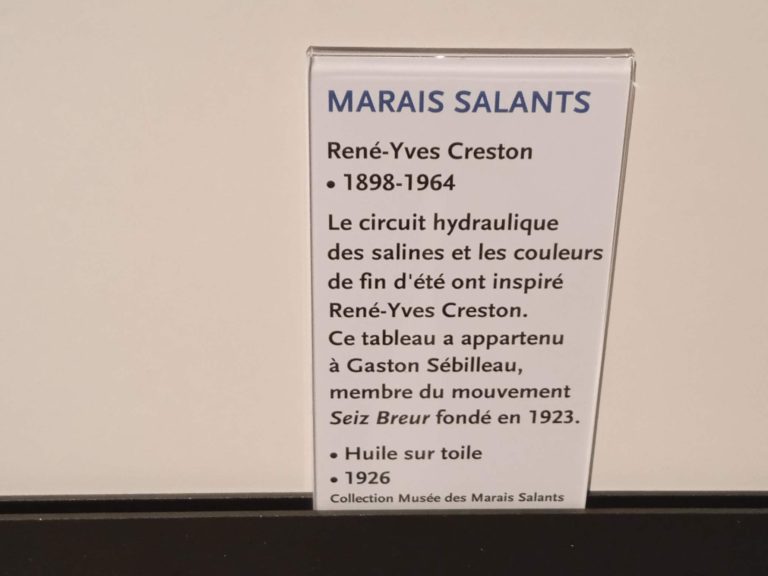 MARAIS SALANTS
René-Yves Creston
• 1898-1964
Le circuit hydraulique
des salines et les couleurs
de fin d'été ont inspiré
René-Yves Creston.
Ce tableau a appartenu
à Gaston Sébilleau,
membre du mouvement
Seiz Breur fondé en 1923.
• Huile sur toile
• 1926
Collection Musée des Marais Salants